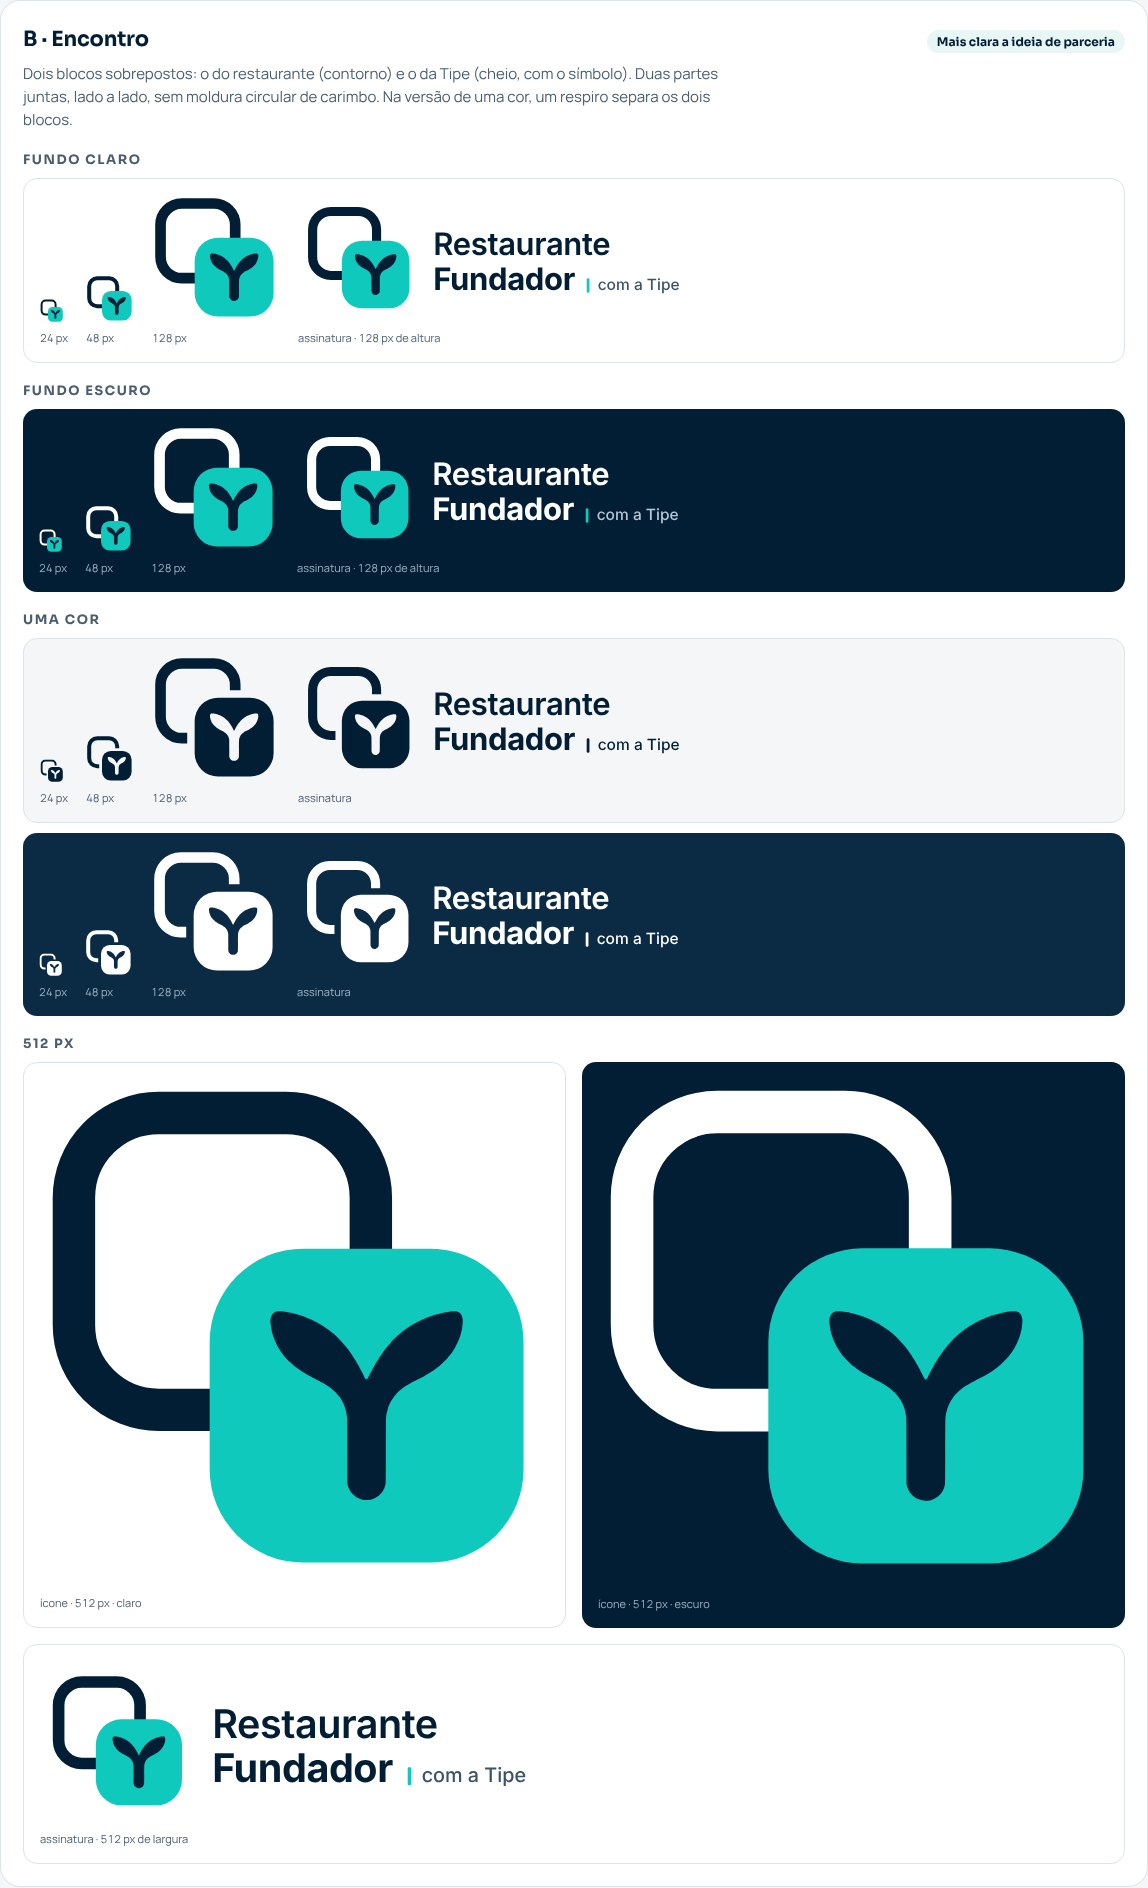 B · Encontro
Mais clara a ideia de parceria
Dois blocos sobrepostos: o do restaurante (contorno) e o da Tipe (cheio, com o símbolo). Duas partes
juntas, lado a lado, sem moldura circular de carimbo. Na versão de uma cor, um respiro separa os dois
blocos.
FUNDO CLARO
Restaurante
Fundador | com a Tipe
24 px
48 px
128 px
assinatura · 128 px de altura
FUNDO ESCURO
Restaurante
Fundador | com a Tipe
24 px
48 px
128 px
assinatura · 128 px de altura
UMA COR
Restaurante
Fundador | com a Tipe
24 px
48 px
128 px
assinatura
Restaurante
Fundador | com a Tipe
24 px
48 px
128 px
assinatura
512 PX
ícone · 512 px · claro
ícone · 512 px · escuro
Restaurante
Fundador | com a Tipe
assinatura · 512 px de largura